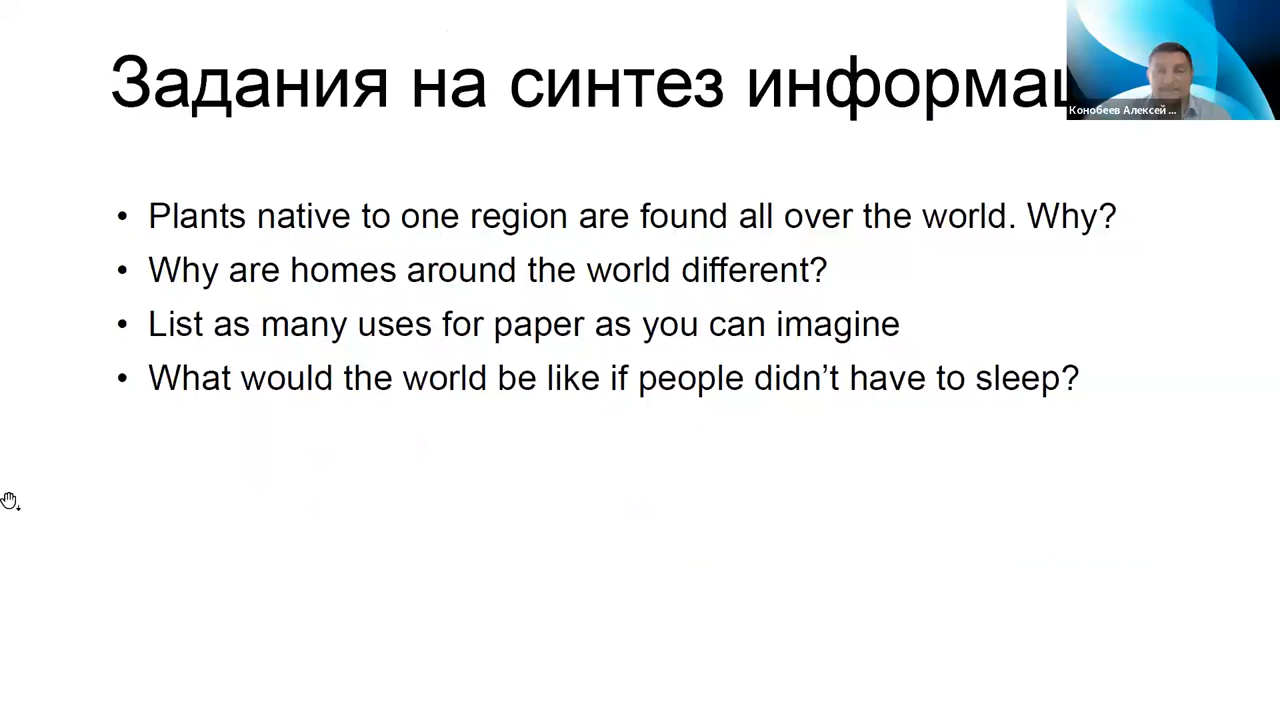 Задания на синтез
Конобеев Алексей ...
• Plants native to one region are found all over the world. Why?
• Why are homes around the world different?
• List as many uses for paper as you can imagine
• What would the world be like if people didn’t have to sleep?